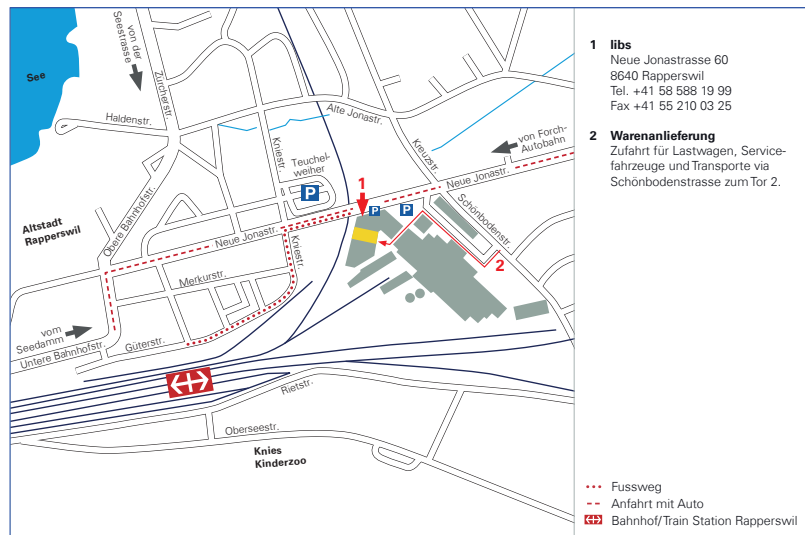 See
von der
Seestrasse
Zürcherstr.
Haldenstr.
Alte Jonastr.
Kreuzstr.
von Forch-
Autobahn
Kniestr.
Teuchel-
weiher
P
1
P
P
Neue Jonastr.
Schönbodenstr.
2
Altstadt
Rapperswil
Obere Bahnhofstr.
Neue Jonastr.
Kniestr.
Merkurstr.
vom
Seedamm
Untere Bahnhofstr.
Güterstr.
Rietstr.
Oberseestr.
Knies
Kinderzoo
1 libs
Neue Jonastrasse 60
8640 Rapperswil
Tel. +41 58 588 19 99
Fax +41 55 210 03 25
2 Warenanlieferung
Zufahrt für Lastwagen, Service-
fahrzeuge und Transporte via
Schönbodenstrasse zum Tor 2.
Fussweg
Anfahrt mit Auto
Bahnhof/Train Station Rapperswil